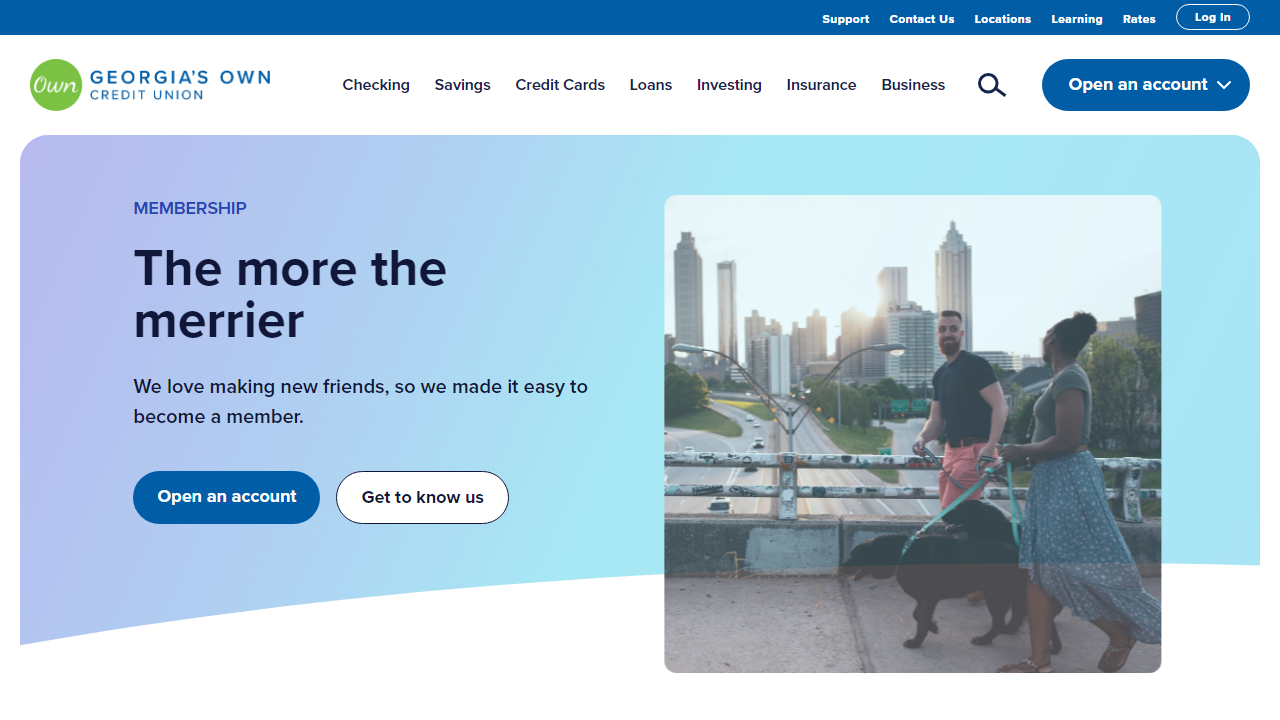 Support Contact Us Locations Learning Rates Log In
Own GEORGIA'S OWN
CREDIT UNION
Checking Savings Credit Cards Loans Investing Insurance Business Open an account
MEMBERSHIP
The more the
merrier
We love making new friends, so we made it easy to
become a member.
Open an account Get to know us